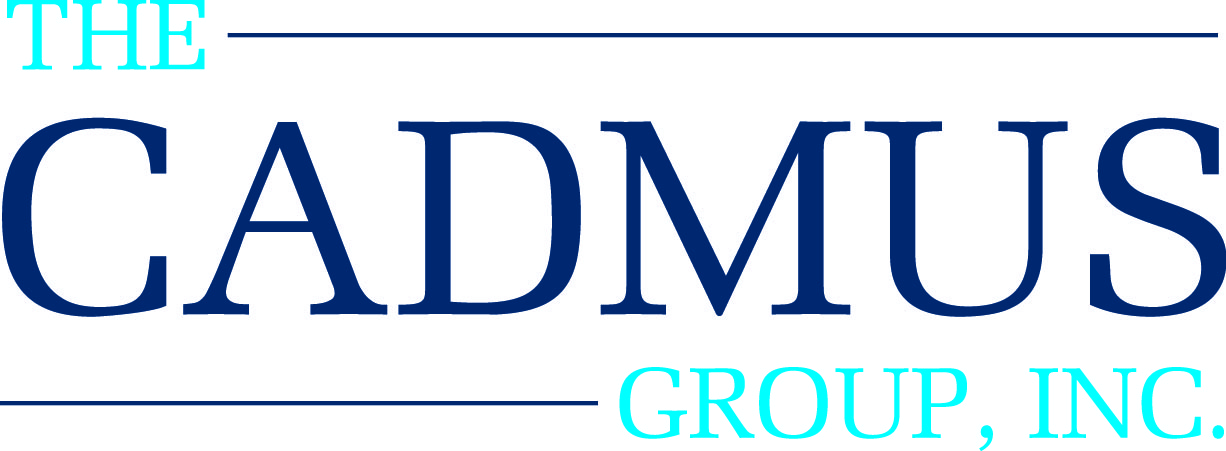 THE
CADMUS
GROUP, INC.